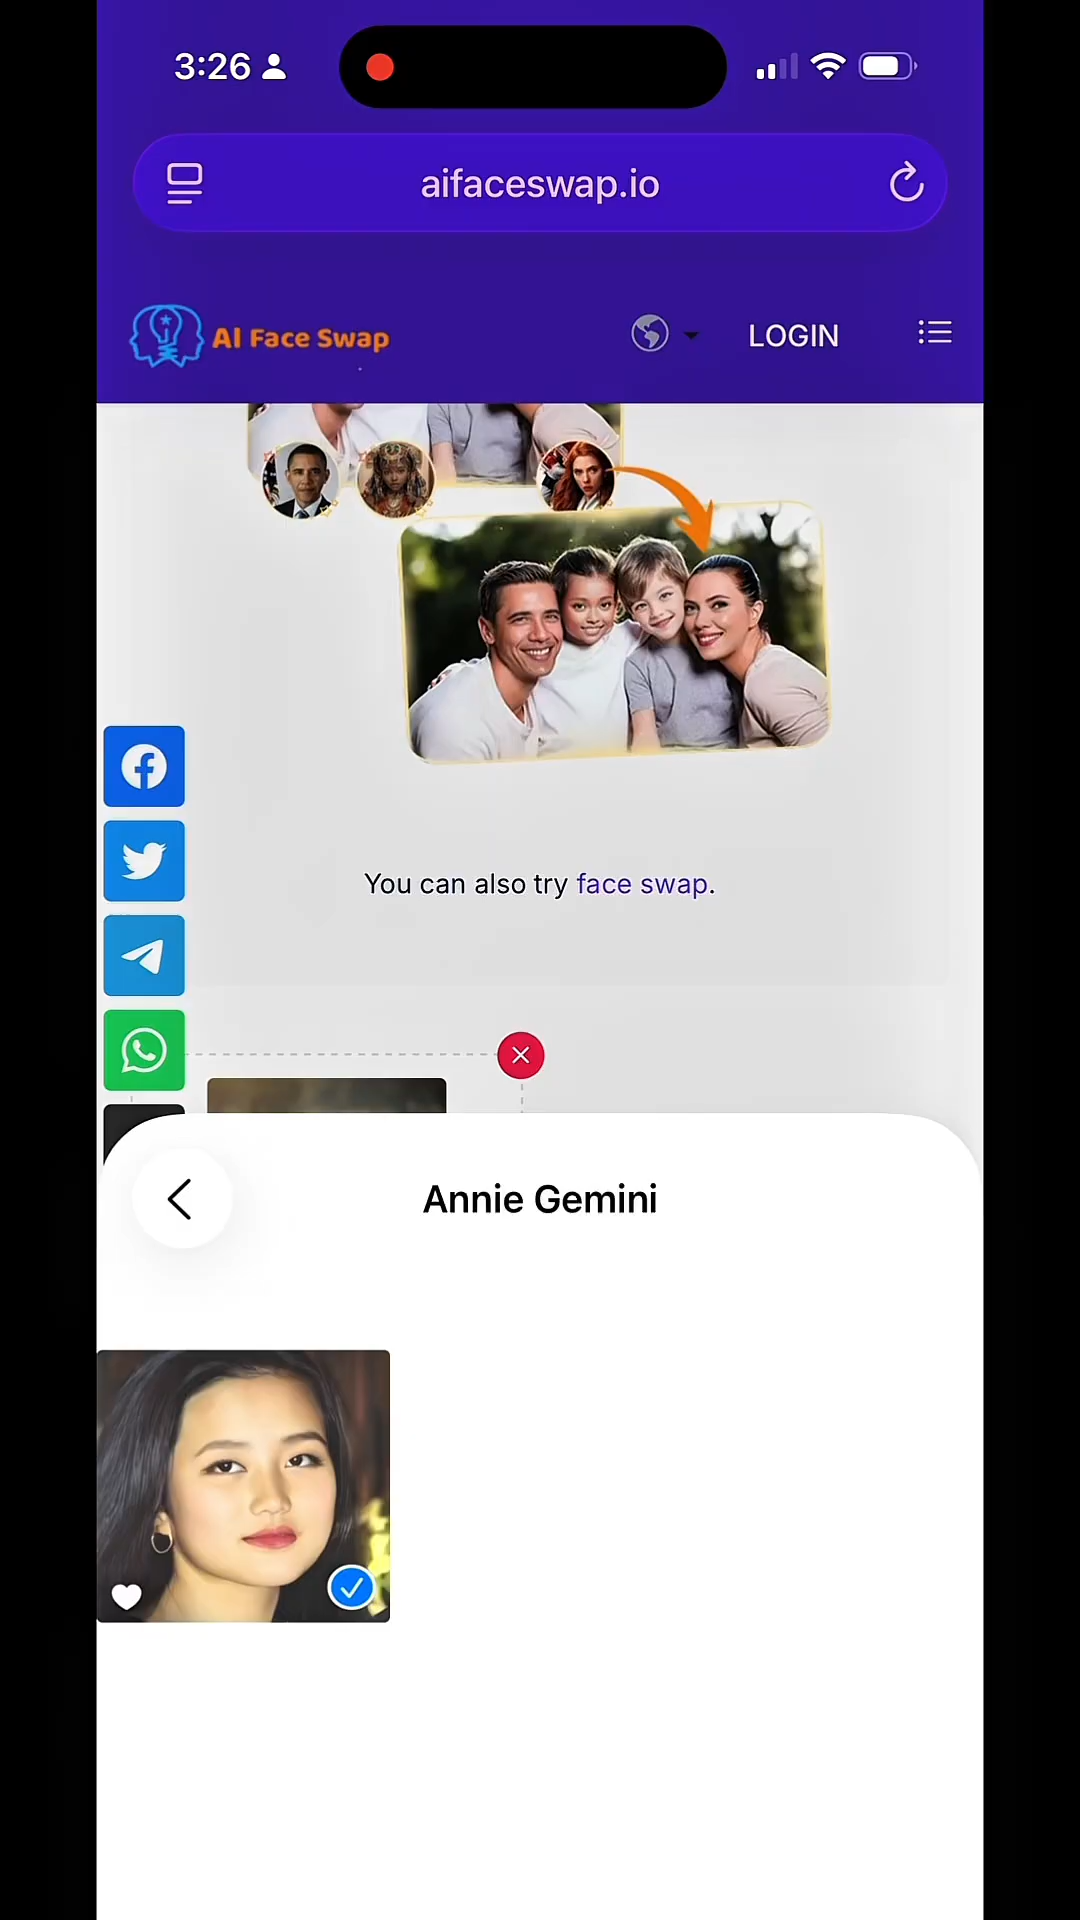 3:26
aifaceswap.io
AI Face Swap
LOGIN
You can also try face swap.
Annie Gemini